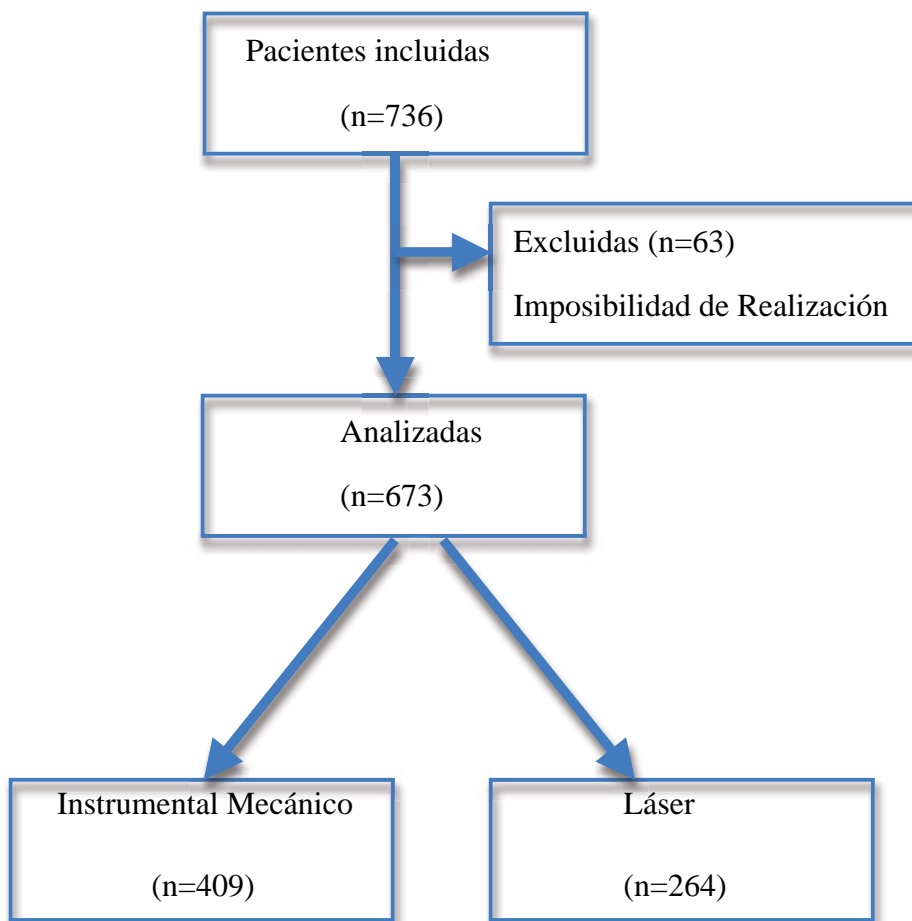 Pacientes incluidas
(n=736)
Excluidas (n=63)
Imposibilidad de Realización
Analizadas
(n=673)
Instrumental Mecánico
(n=409)
Láser
(n=264)